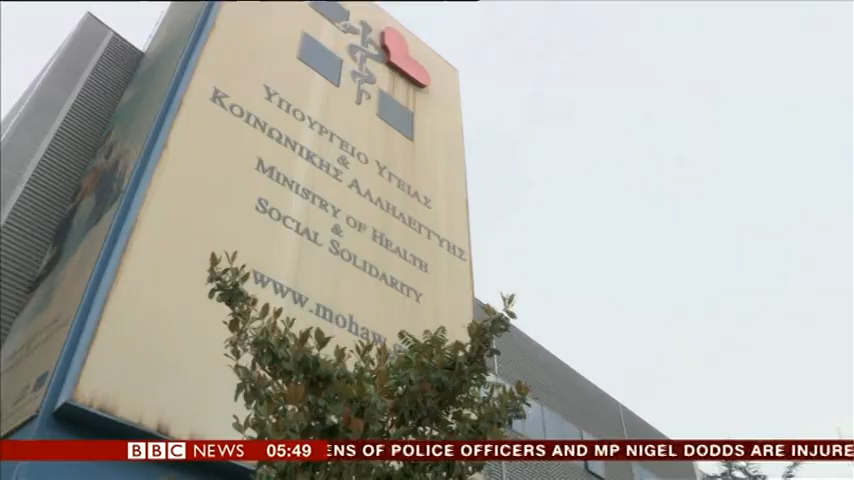 ΥΠΟΥΡΓΕΙΟ ΥΓΕΙΑΣ
&
ΚΟΙΝΩΝΙΚΗΣ ΑΛΛΗΛΕΓΓΥΗΣ
MINISTRY OF HEALTH
&
SOCIAL SOLIDARITY
www.mohaw.
BBC NEWS 05:49 ENS OF POLICE OFFICERS AND MP NIGEL DODDS ARE INJURE